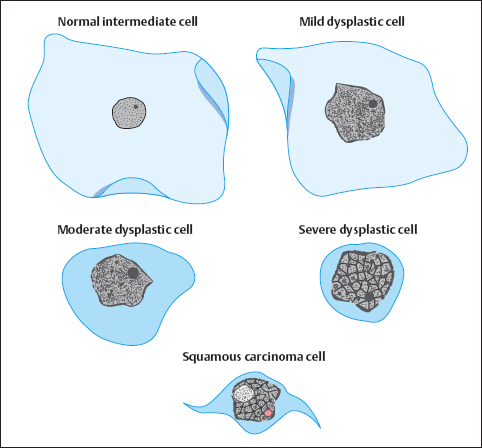 Normal intermediate cell
Mild dysplastic cell
Moderate dysplastic cell
Severe dysplastic cell
Squamous carcinoma cell